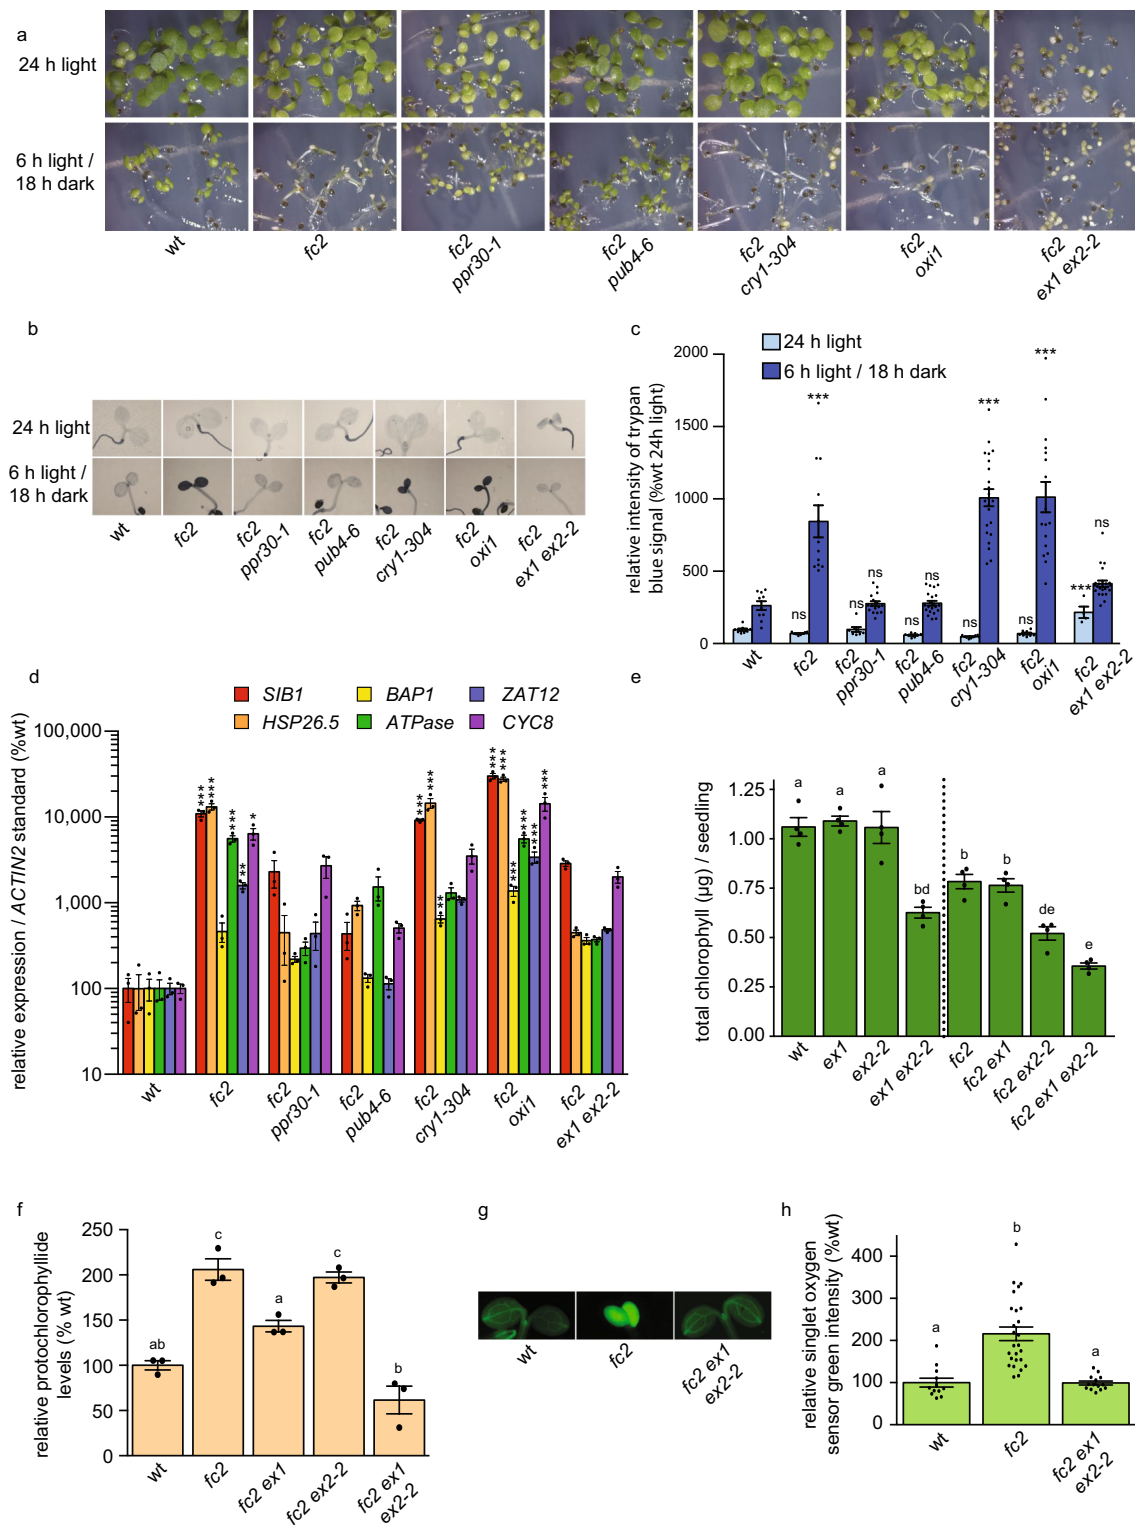 a
24 h light
6 h light /
18 h dark
wt
fc2
fc2
ppr30-1
fc2
pub4-6
fc2
cry1-304
fc2
oxi1
fc2
ex1 ex2-2
b
24 h light
6 h light /
18 h dark
wt
fc2
fc2
ppr30-1
fc2
pub4-6
fc2
cry1-304
fc2
oxi1
fc2
ex1 ex2-2
c
24 h light
6 h light / 18 h dark
relative intensity of trypan
blue signal (%wt 24h light)
2000
1500
1000
500
0
ns
***
ns
ns
ns
ns
ns
***
ns
***
***
ns
wt
fc2
fc2
ppr30-1
fc2
pub4-6
fc2
cry1-304
fc2
oxi1
fc2
ex1 ex2-2
d
SIB1
BAP1
ZAT12
HSP26.5
ATPase
CYC8
relative expression / ACTIN2 standard (%wt)
100,000
10,000
1,000
100
10
***
***
***
**
*
***
***
**
***
***
***
***
***
***
wt
fc2
fc2
ppr30-1
fc2
pub4-6
fc2
cry1-304
fc2
oxi1
fc2
ex1 ex2-2
e
total chlorophyll (µg) / seedling
1.25
1.00
0.75
0.50
0.25
0.00
a
a
a
bd
b
b
de
e
wt
ex1
ex2-2
ex1 ex2-2
fc2
fc2 ex1
fc2 ex2-2
fc2 ex1 ex2-2
f
relative protochlorophyllide
levels (% wt)
250
200
150
100
50
0
ab
c
a
c
b
wt
fc2
fc2 ex1
fc2 ex2-2
fc2 ex1
ex2-2
g
wt
fc2
fc2 ex1
ex2-2
h
relative singlet oxygen
sensor green intensity (%wt)
400
300
200
100
0
a
b
a
wt
fc2
fc2 ex1
ex2-2